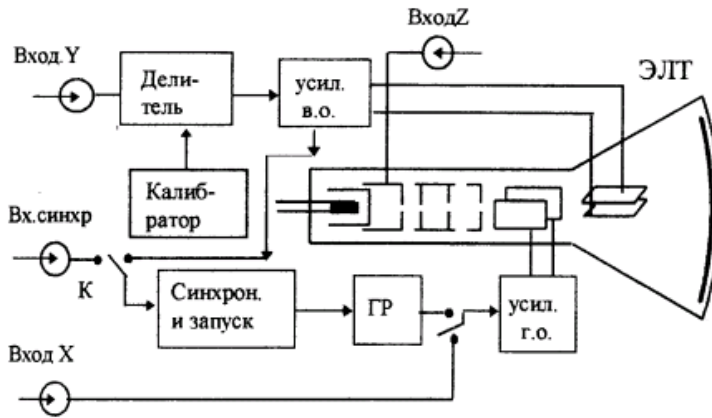 ВходZ
Вход.Y
Дели-
тель
усил.
в.о.
ЭЛТ
Калиб-
ратор
Вх.синхр
К
Синхрон.
и запуск
ГР
усил.
г.о.
Вход X